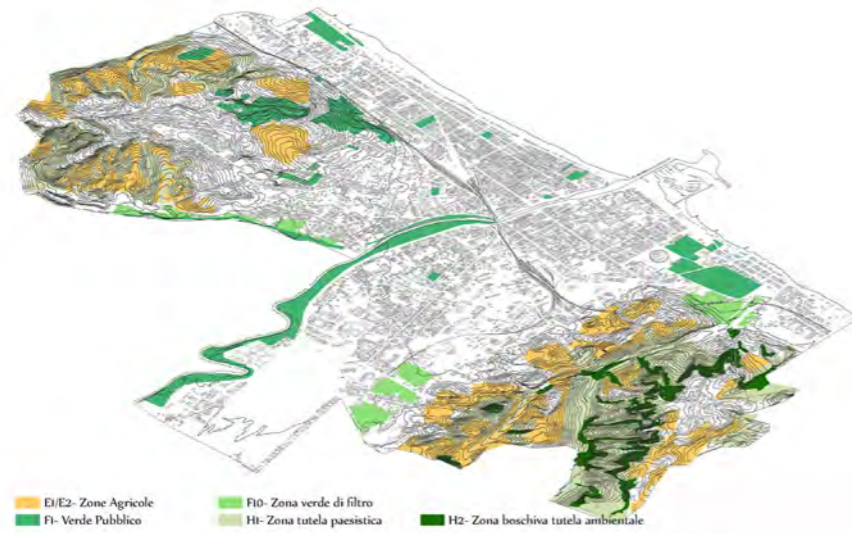 E1/E2- Zone Agricole
F10- Zona verde di filtro
F1- Verde Pubblico
H1- Zona tutela paesistica
H2- Zona boschiva tutela ambientale